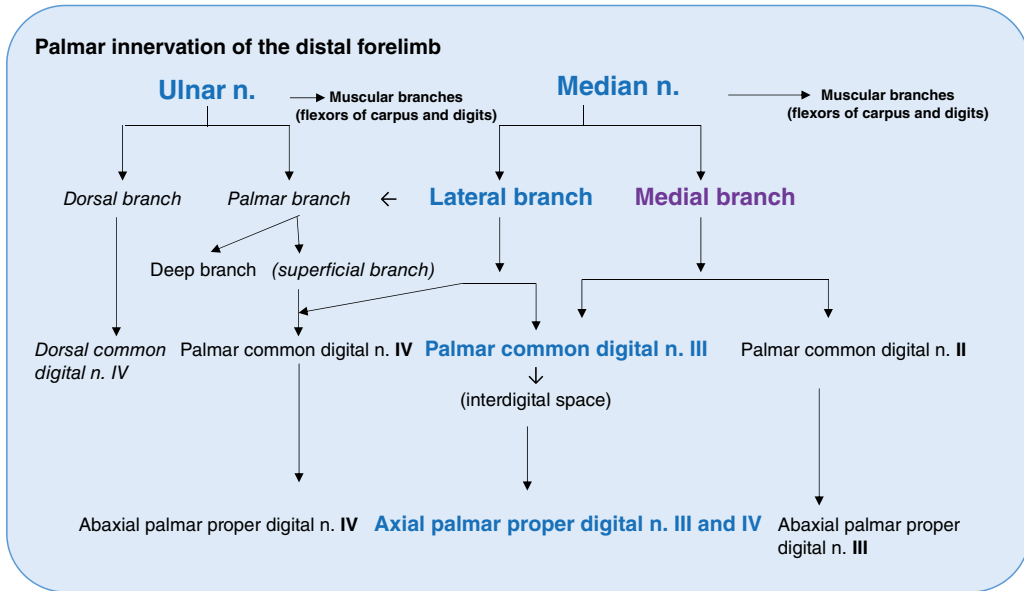 Palmar innervation of the distal forelimb
Ulnar n.
Muscular branches
(flexors of carpus and digits)
Median n.
Muscular branches
(flexors of carpus and digits)
Dorsal branch
Palmar branch
Lateral branch
Medial branch
Deep branch
(superficial branch)
Dorsal common
digital n. IV
Palmar common digital n. IV
Palmar common digital n. III
Palmar common digital n. II
(interdigital space)
Abaxial palmar proper digital n. IV
Axial palmar proper digital n. III and IV
Abaxial palmar proper
digital n. III